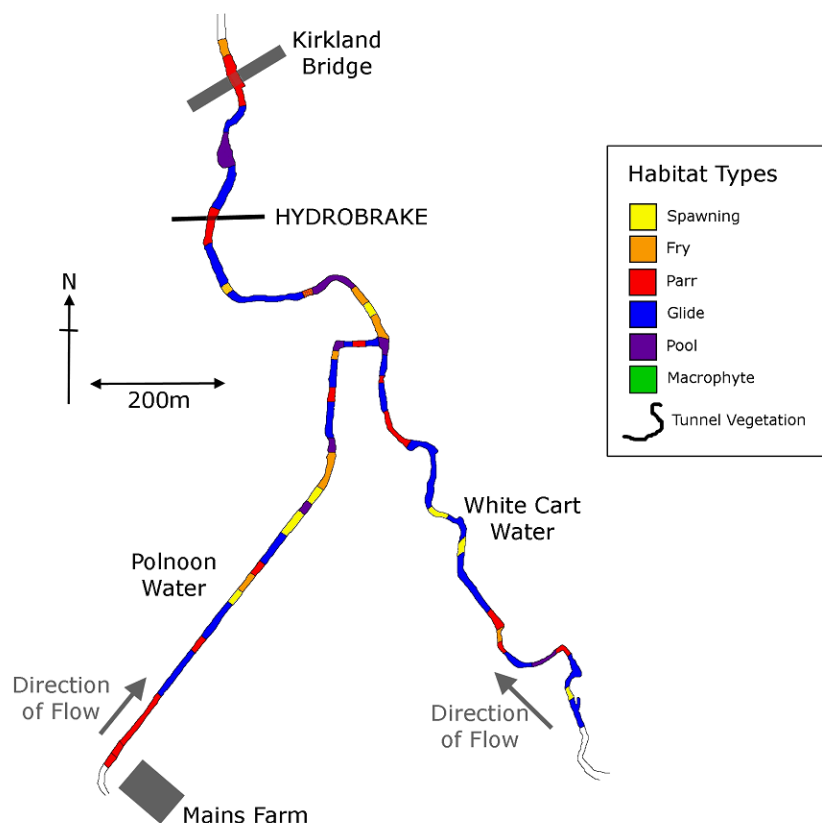 Kirkland
Bridge
HYDROBRAKE
N
200m
Habitat Types
Spawning
Fry
Parr
Glide
Pool
Macrophyte
Tunnel Vegetation
White Cart
Water
Polnoon
Water
Direction
of Flow
Direction
of Flow
Mains Farm